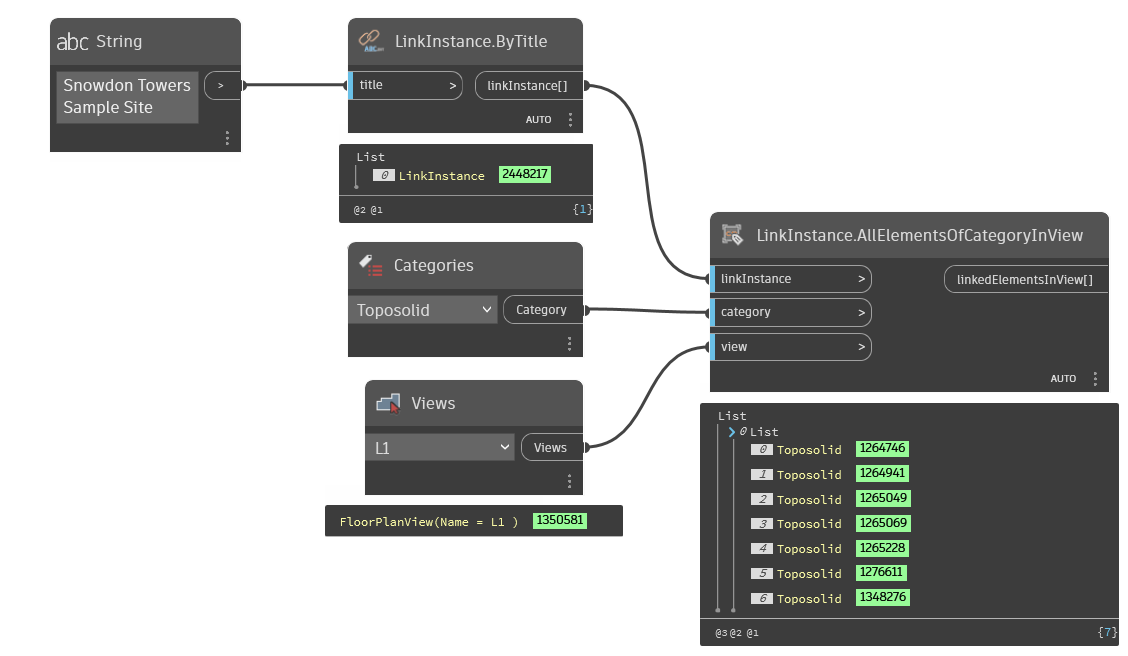 abc String
Snowdon Towers
Sample Site
>
LinkInstance.ByTitle
title >
linkInstance[]
AUTO
List
0 LinkInstance 2448217
@2 @1 {1}
Categories
Toposolid
Category
Views
L1
Views
FloorPlanView(Name = L1 ) 1350581
LinkInstance.AllElementsOfCategoryInView
linkInstance >
linkedElementsInView[]
category >
view >
AUTO
List
0 List
0 Toposolid 1264746
1 Toposolid 1264941
2 Toposolid 1265049
3 Toposolid 1265069
4 Toposolid 1265228
5 Toposolid 1276611
6 Toposolid 1348276
@3 @2 @1 {7}